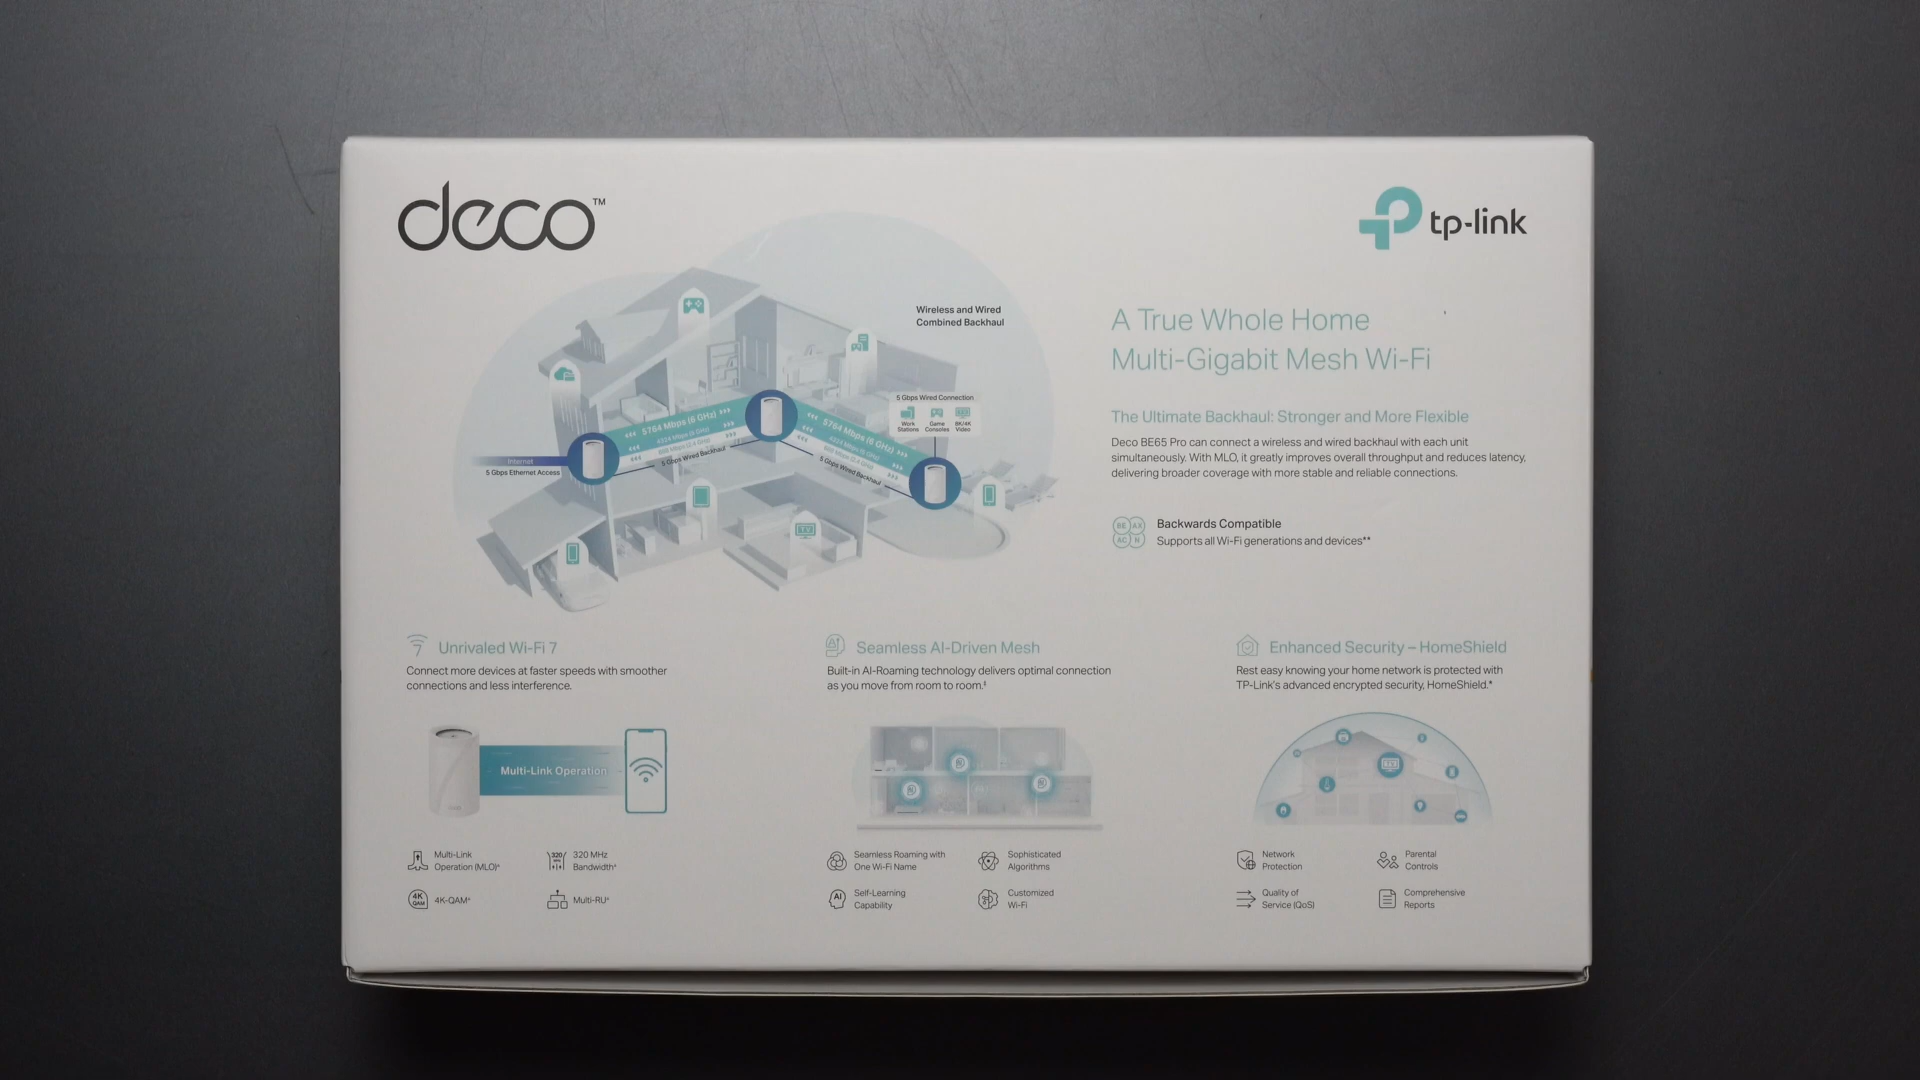 deco™
tp-link
Wireless and Wired
Combined Backhaul
5764 Mbps (6 GHz)
5 Gbps Wired Backhaul
5764 Mbps (6 GHz)
5 Gbps Wired Backhaul
Internet
5 Gbps Ethernet Access
5 Gbps Wired Connection
Work
Stations
Game
Consoles
8K/4K
Video
A True Whole Home
Multi-Gigabit Mesh Wi-Fi
The Ultimate Backhaul: Stronger and More Flexible
Deco BE65 Pro can connect a wireless and wired backhaul with each unit
simultaneously. With MLO, it greatly improves overall throughput and reduces latency,
delivering broader coverage with more stable and reliable connections.
BE AX
AC N
Backwards Compatible
Supports all Wi-Fi generations and devices**
7
Unrivaled Wi-Fi 7
Connect more devices at faster speeds with smoother
connections and less interference.
Multi-Link Operation
Multi-Link
Operation (MLO)^
320
320 MHz
Bandwidth^
4K
QAM
4K-QAM^
Multi-RU^
AI
Seamless AI-Driven Mesh
Built-in AI-Roaming technology delivers optimal connection
as you move from room to room.‡
Seamless Roaming with
One Wi-Fi Name
Sophisticated
Algorithms
AI
Self-Learning
Capability
Customized
Wi-Fi
Enhanced Security – HomeShield
Rest easy knowing your home network is protected with
TP-Link's advanced encrypted security, HomeShield.*
Network
Protection
Parental
Controls
Quality of
Service (QoS)
Comprehensive
Reports